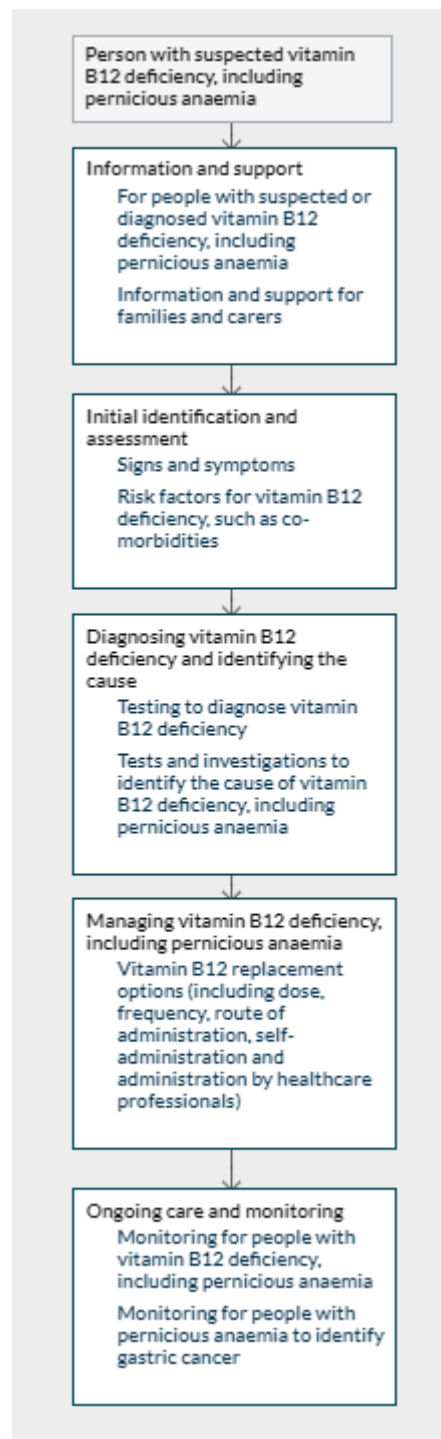 Person with suspected vitamin
B12 deficiency, including
pernicious anaemia
Information and support
For people with suspected or
diagnosed vitamin B12
deficiency, including
pernicious anaemia
Information and support for
families and carers
Initial identification and
assessment
Signs and symptoms
Risk factors for vitamin B12
deficiency, such as co-
morbidities
Diagnosing vitamin B12
deficiency and identifying the
cause
Testing to diagnose vitamin
B12 deficiency
Tests and investigations to
identify the cause of vitamin
B12 deficiency, including
pernicious anaemia
Managing vitamin B12 deficiency,
including pernicious anaemia
Vitamin B12 replacement
options (including dose,
frequency, route of
administration, self-
administration and
administration by healthcare
professionals)
Ongoing care and monitoring
Monitoring for people with
vitamin B12 deficiency,
including pernicious anaemia
Monitoring for people with
pernicious anaemia to identify
gastric cancer